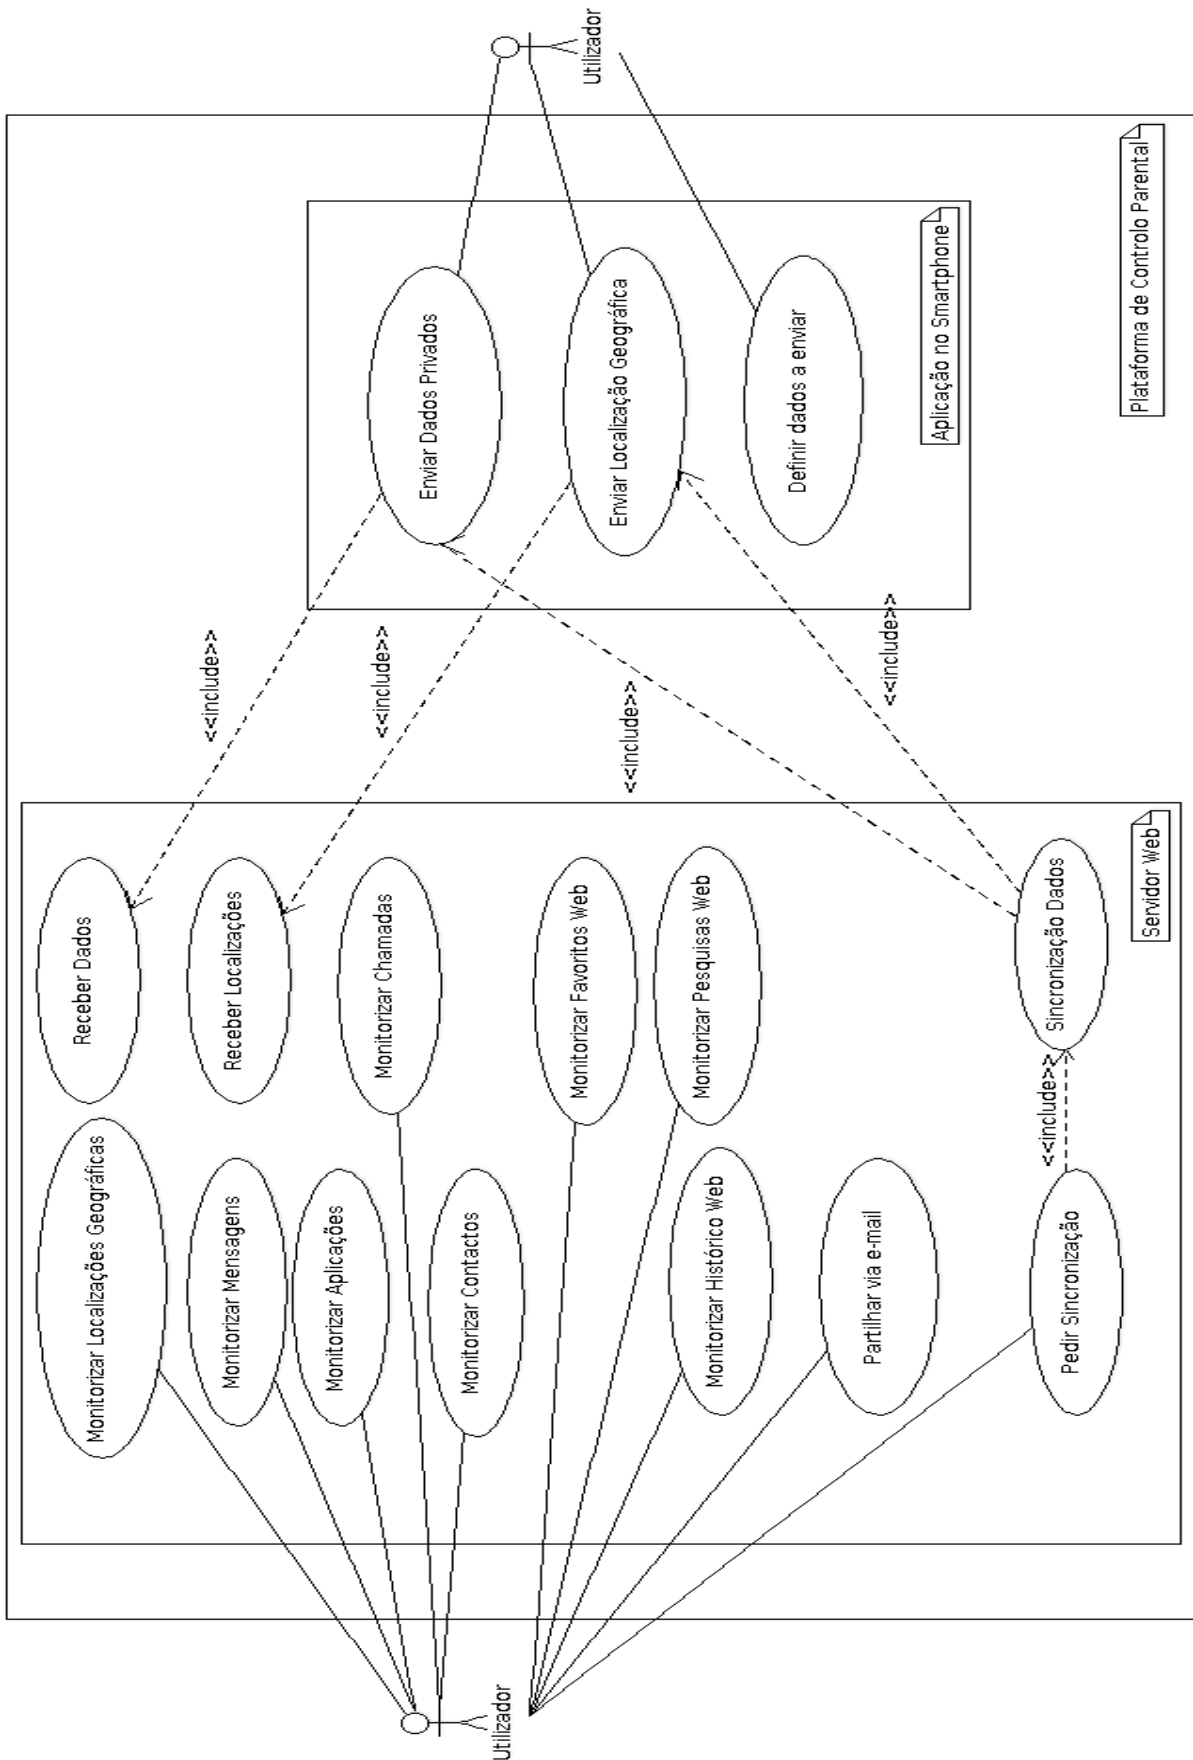 Utilizador
Monitorizar Localizações Geográficas
Receber Dados
<<include>>
Enviar Dados Privados
Utilizador
Monitorizar Mensagens
Receber Localizações
<<include>>
Enviar Localização Geográfica
Monitorizar Aplicações
Monitorizar Chamadas
<<include>>
Definir dados a enviar
Monitorizar Contactos
Monitorizar Favoritos Web
<<include>>
Aplicação no Smartphone
Monitorizar Pesquisas Web
Monitorizar Histórico Web
Partilhar via e-mail
Pedir Sincronização
<<include>>
Sincronização Dados
Servidor Web
Plataforma de Controlo Parental